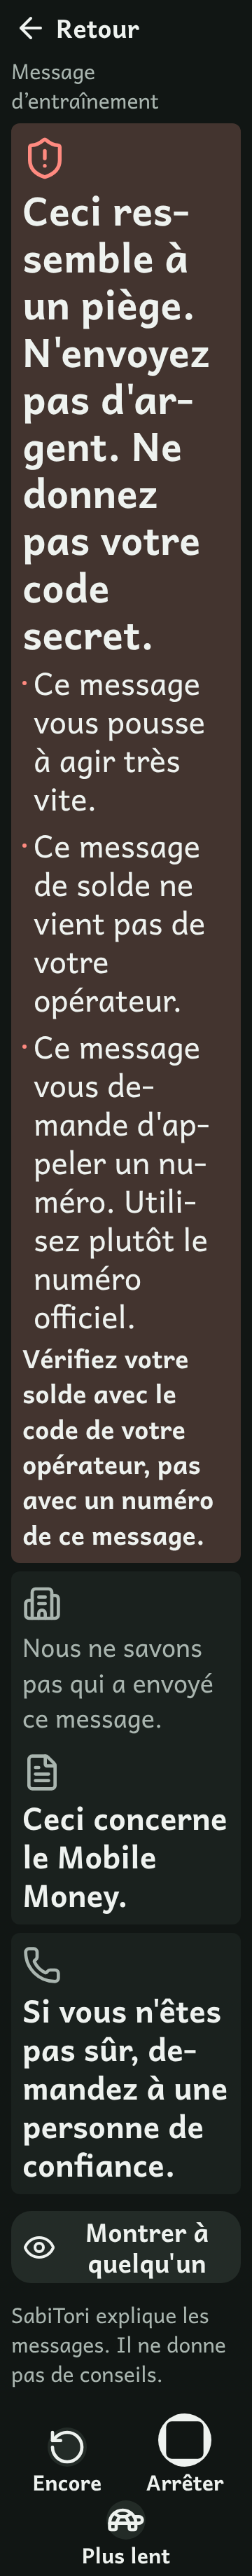 Retour
Message
d’entraînement
Ceci res-
semble à
un piège.
N'envoyez
pas d'ar-
gent. Ne
donnez
pas votre
code
secret.
· Ce message
vous pousse
à agir très
vite.
· Ce message
de solde ne
vient pas de
votre
opérateur.
· Ce message
vous de-
mande d'ap-
peler un nu-
méro. Utili-
sez plutôt le
numéro
officiel.
Vérifiez votre
solde avec le
code de votre
opérateur, pas
avec un numéro
de ce message.
Nous ne savons
pas qui a envoyé
ce message.
Ceci concerne
le Mobile
Money.
Si vous n'êtes
pas sûr, de-
mandez à une
personne de
confiance.
Montrer à
quelqu'un
SabiTori explique les
messages. Il ne donne
pas de conseils.
Encore
Arrêter
Plus lent